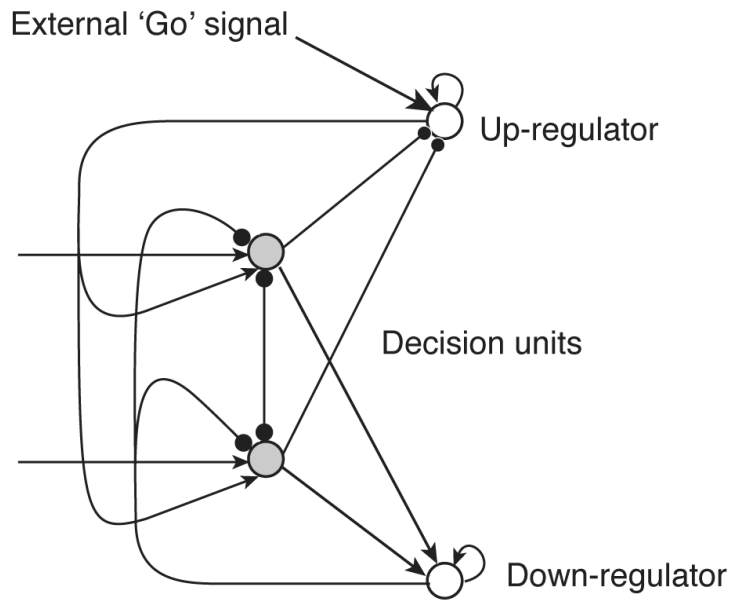 External ‘Go’ signal
Up-regulator
Decision units
Down-regulator